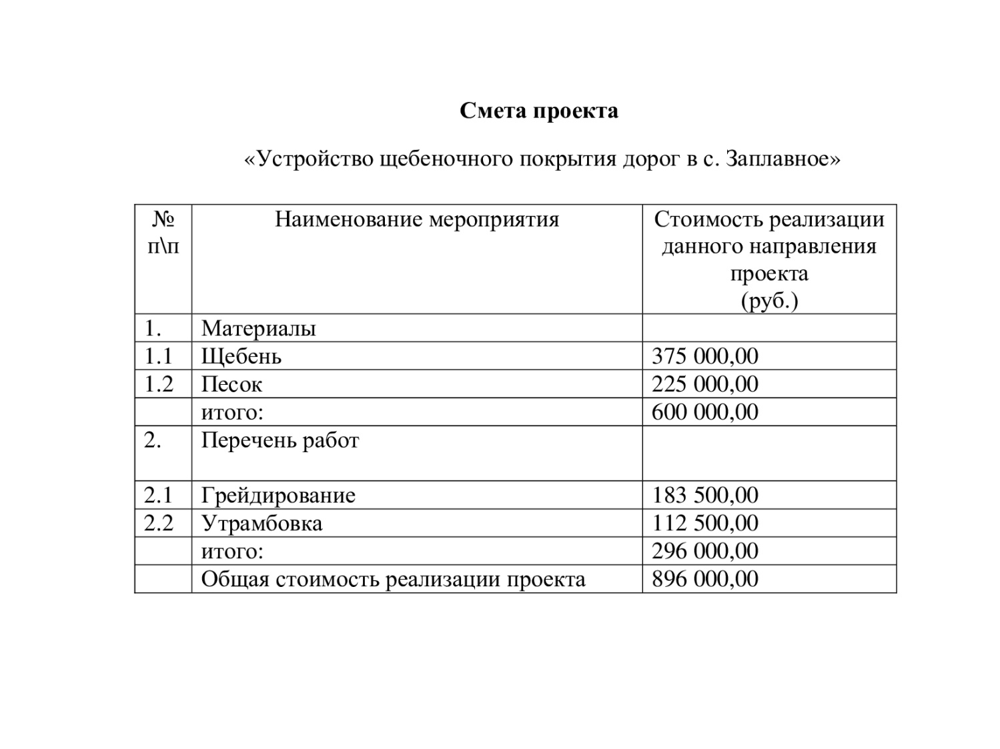 Смета проекта
«Устройство щебеночного покрытия дорог в с. Заплавное»
№ п\п Наименование мероприятия Стоимость реализации данного направления проекта (руб.)
1. Материалы
1.1 Щебень 375 000,00
1.2 Песок 225 000,00
итого: 600 000,00
2. Перечень работ
2.1 Грейдирование 183 500,00
2.2 Утрамбовка 112 500,00
итого: 296 000,00
Общая стоимость реализации проекта 896 000,00